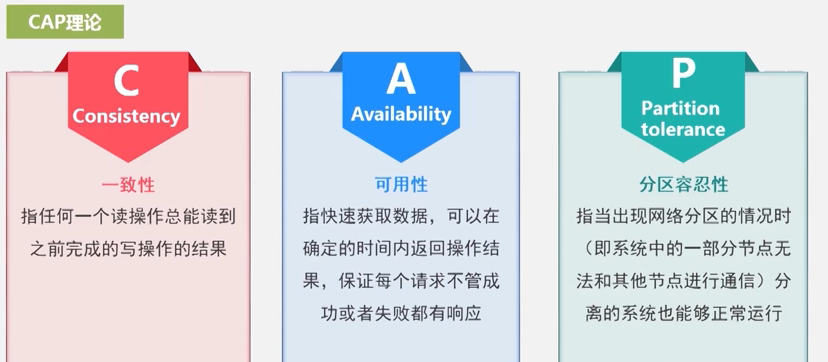 CAP理论
C
Consistency
一致性
指任何一个读操作总能读到
之前完成的写操作的结果
A
Availability
可用性
指快速获取数据，可以在
确定的时间内返回操作结
果，保证每个请求不管成
功或者失败都有响应
P
Partition
tolerance
分区容忍性
指当出现网络分区的情况时
（即系统中的一部分节点无
法和其他节点进行通信）分
离的系统也能够正常运行